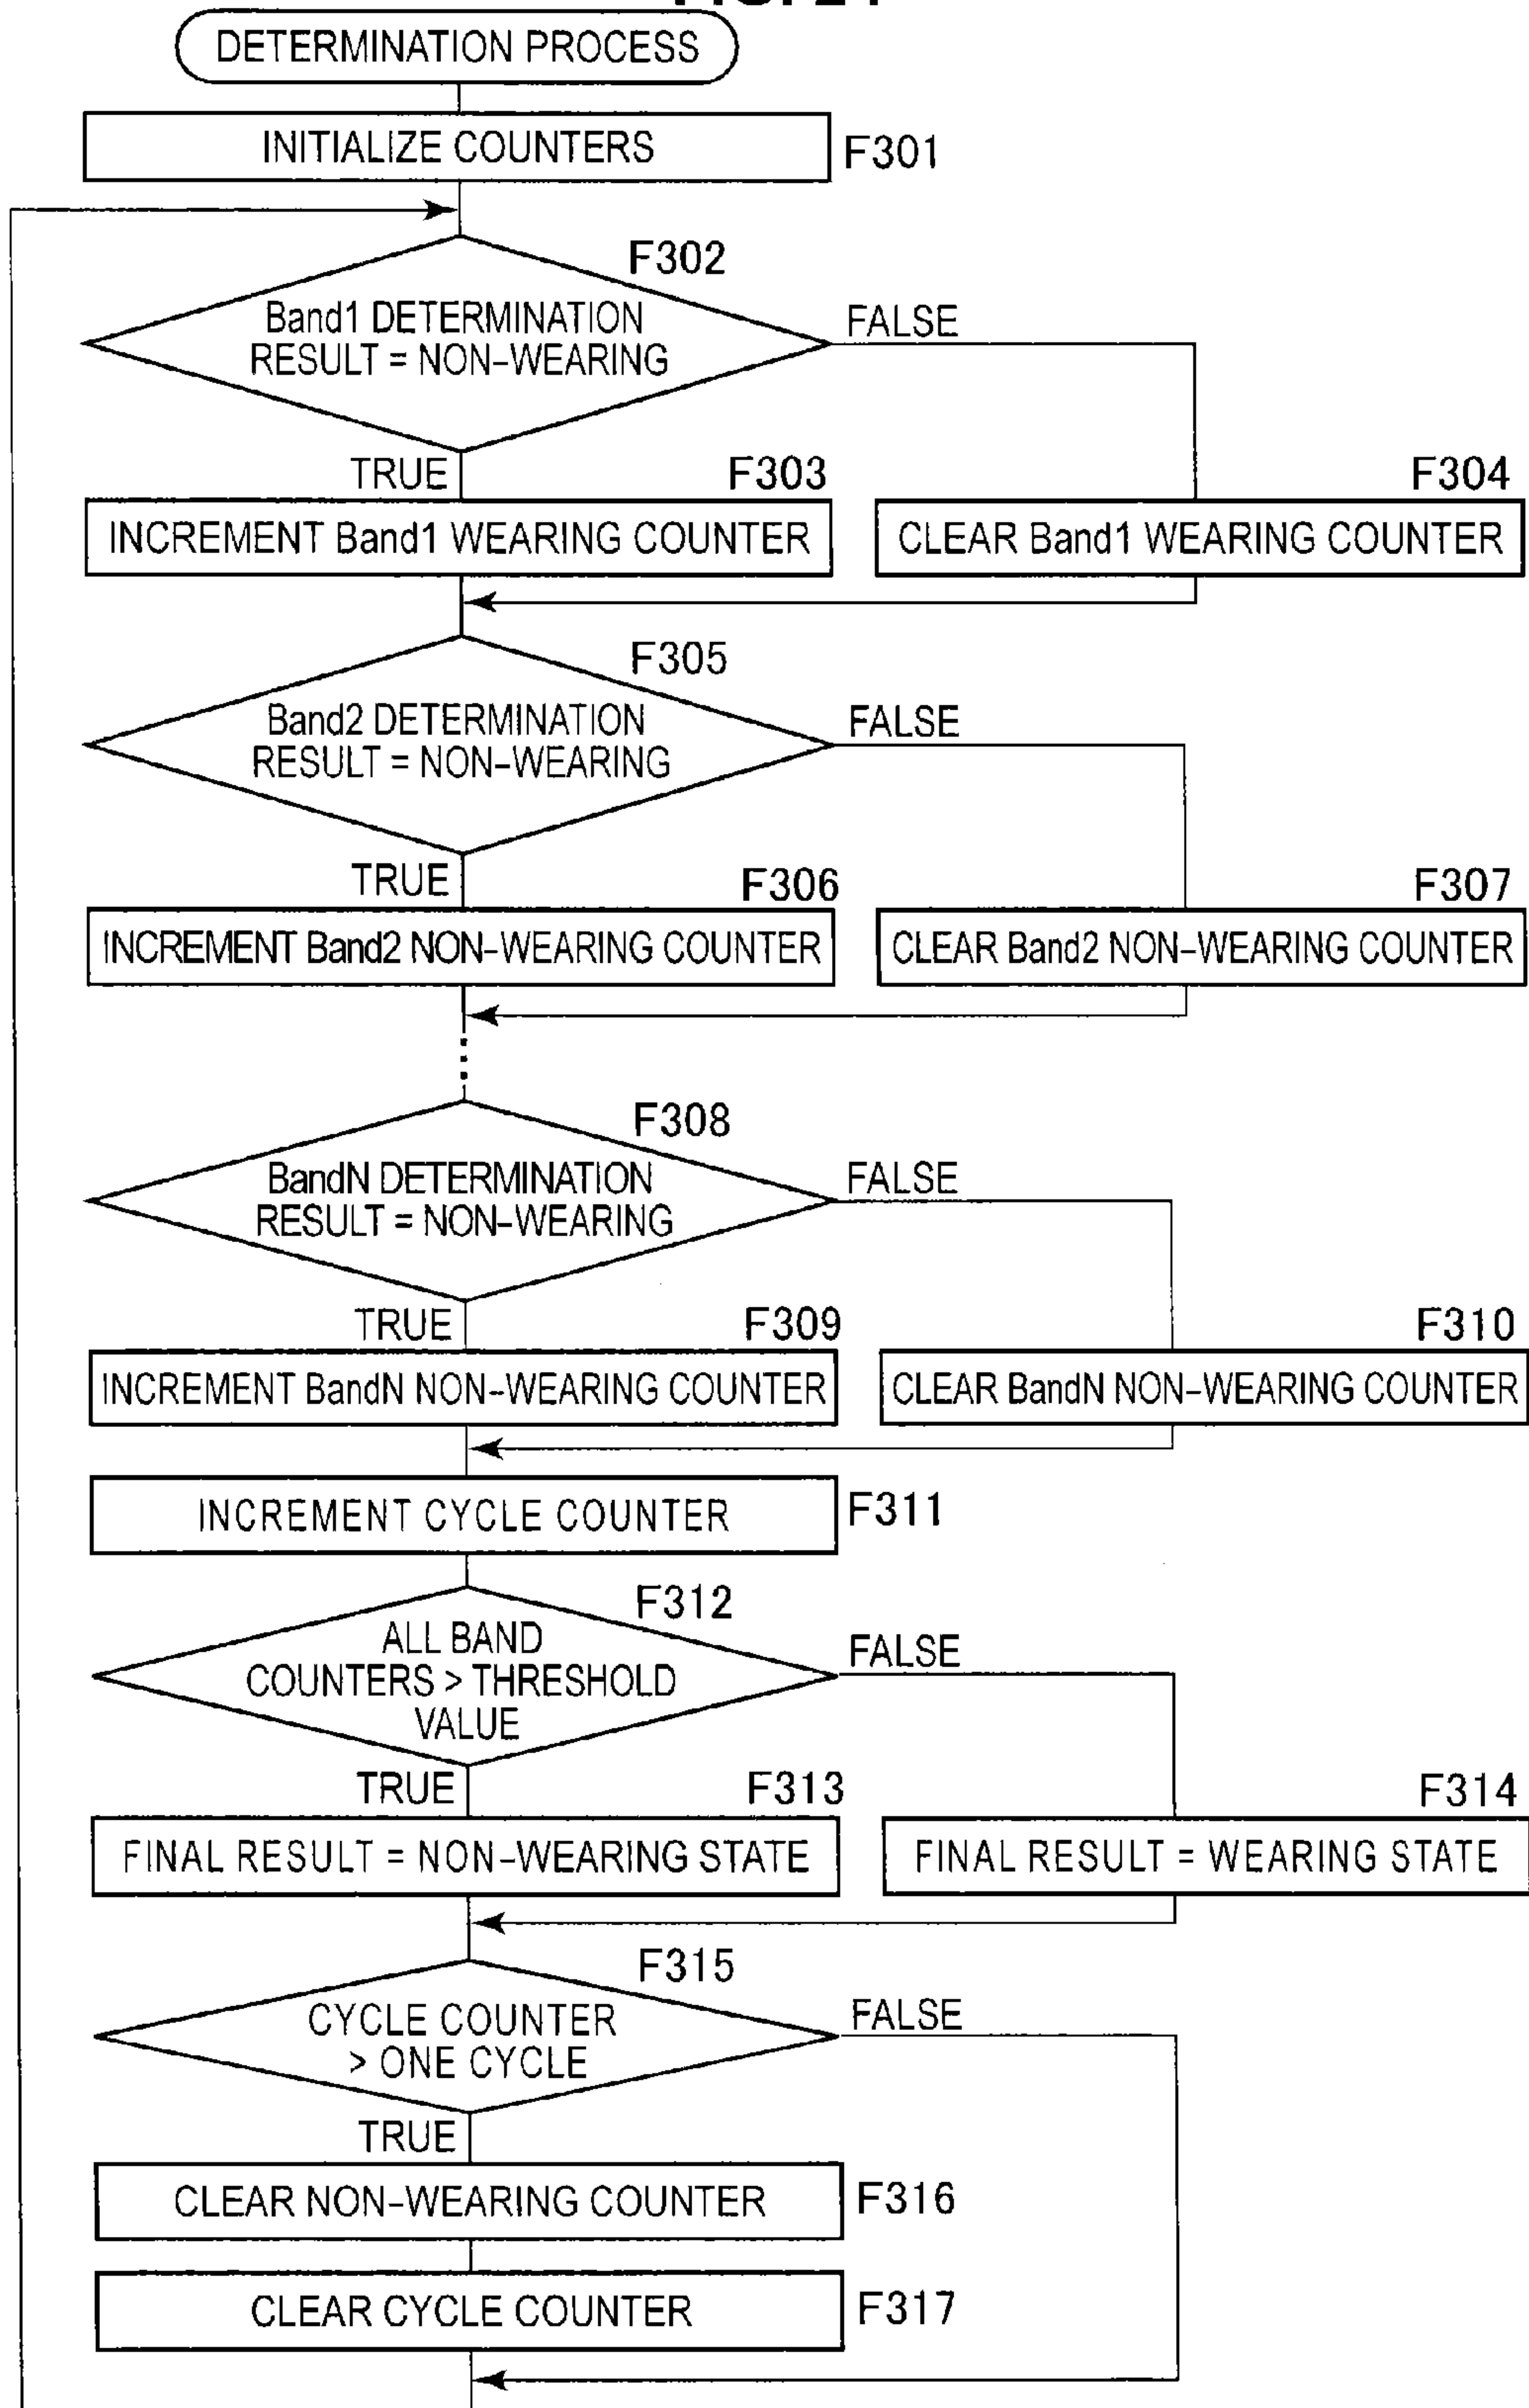 DETERMINATION PROCESS
INITIALIZE COUNTERS
F301
F302
Band1 DETERMINATION
RESULT = NON-WEARING
FALSE
TRUE
F303
F304
INCREMENT Band1 WEARING COUNTER
CLEAR Band1 WEARING COUNTER
F305
Band2 DETERMINATION
RESULT = NON-WEARING
FALSE
TRUE
F306
F307
INCREMENT Band2 NON-WEARING COUNTER
CLEAR Band2 NON-WEARING COUNTER
F308
BandN DETERMINATION
RESULT = NON-WEARING
FALSE
TRUE
F309
F310
INCREMENT BandN NON-WEARING COUNTER
CLEAR BandN NON-WEARING COUNTER
INCREMENT CYCLE COUNTER
F311
F312
ALL BAND
COUNTERS > THRESHOLD
VALUE
FALSE
TRUE
F313
F314
FINAL RESULT = NON-WEARING STATE
FINAL RESULT = WEARING STATE
F315
CYCLE COUNTER
> ONE CYCLE
FALSE
TRUE
CLEAR NON-WEARING COUNTER
F316
CLEAR CYCLE COUNTER
F317